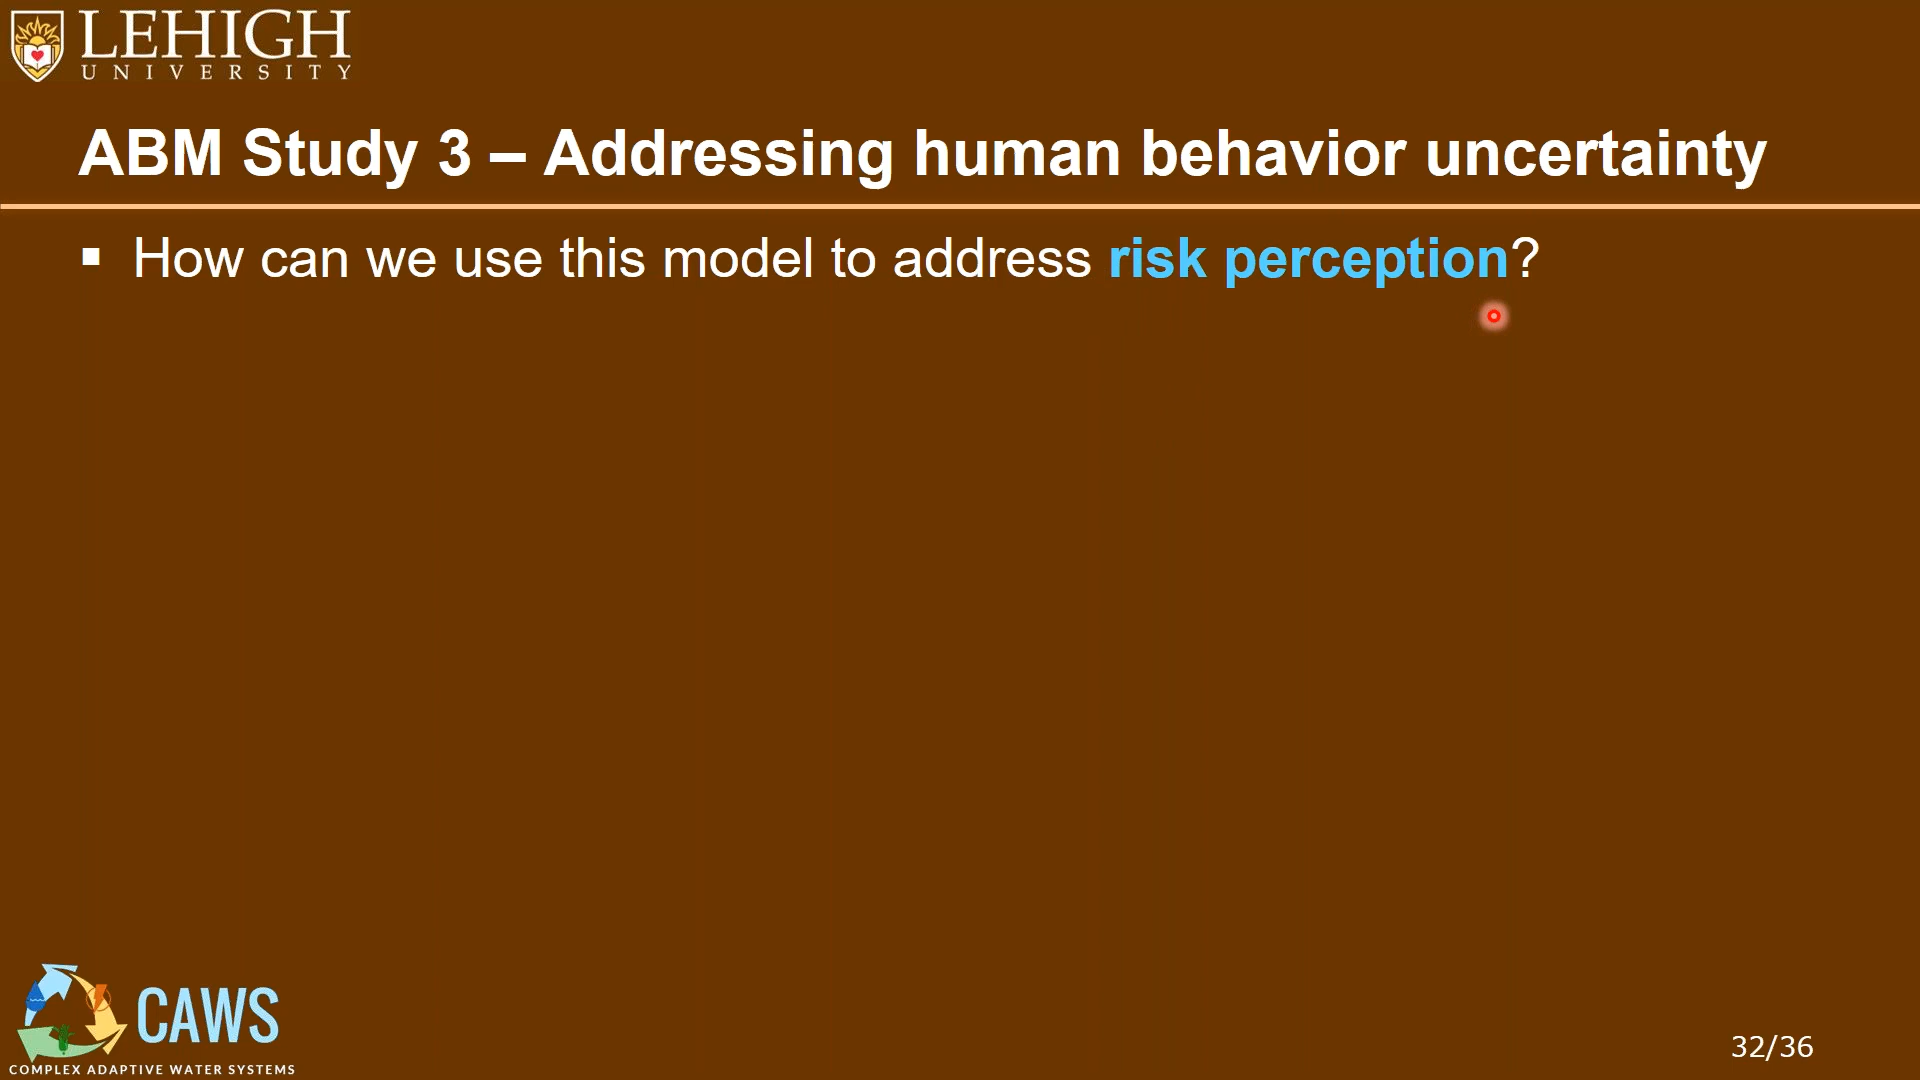 LEHIGH
UNIVERSITY
ABM Study 3 – Addressing human behavior uncertainty
▪ How can we use this model to address risk perception?
CAWS
COMPLEX ADAPTIVE WATER SYSTEMS
32/36